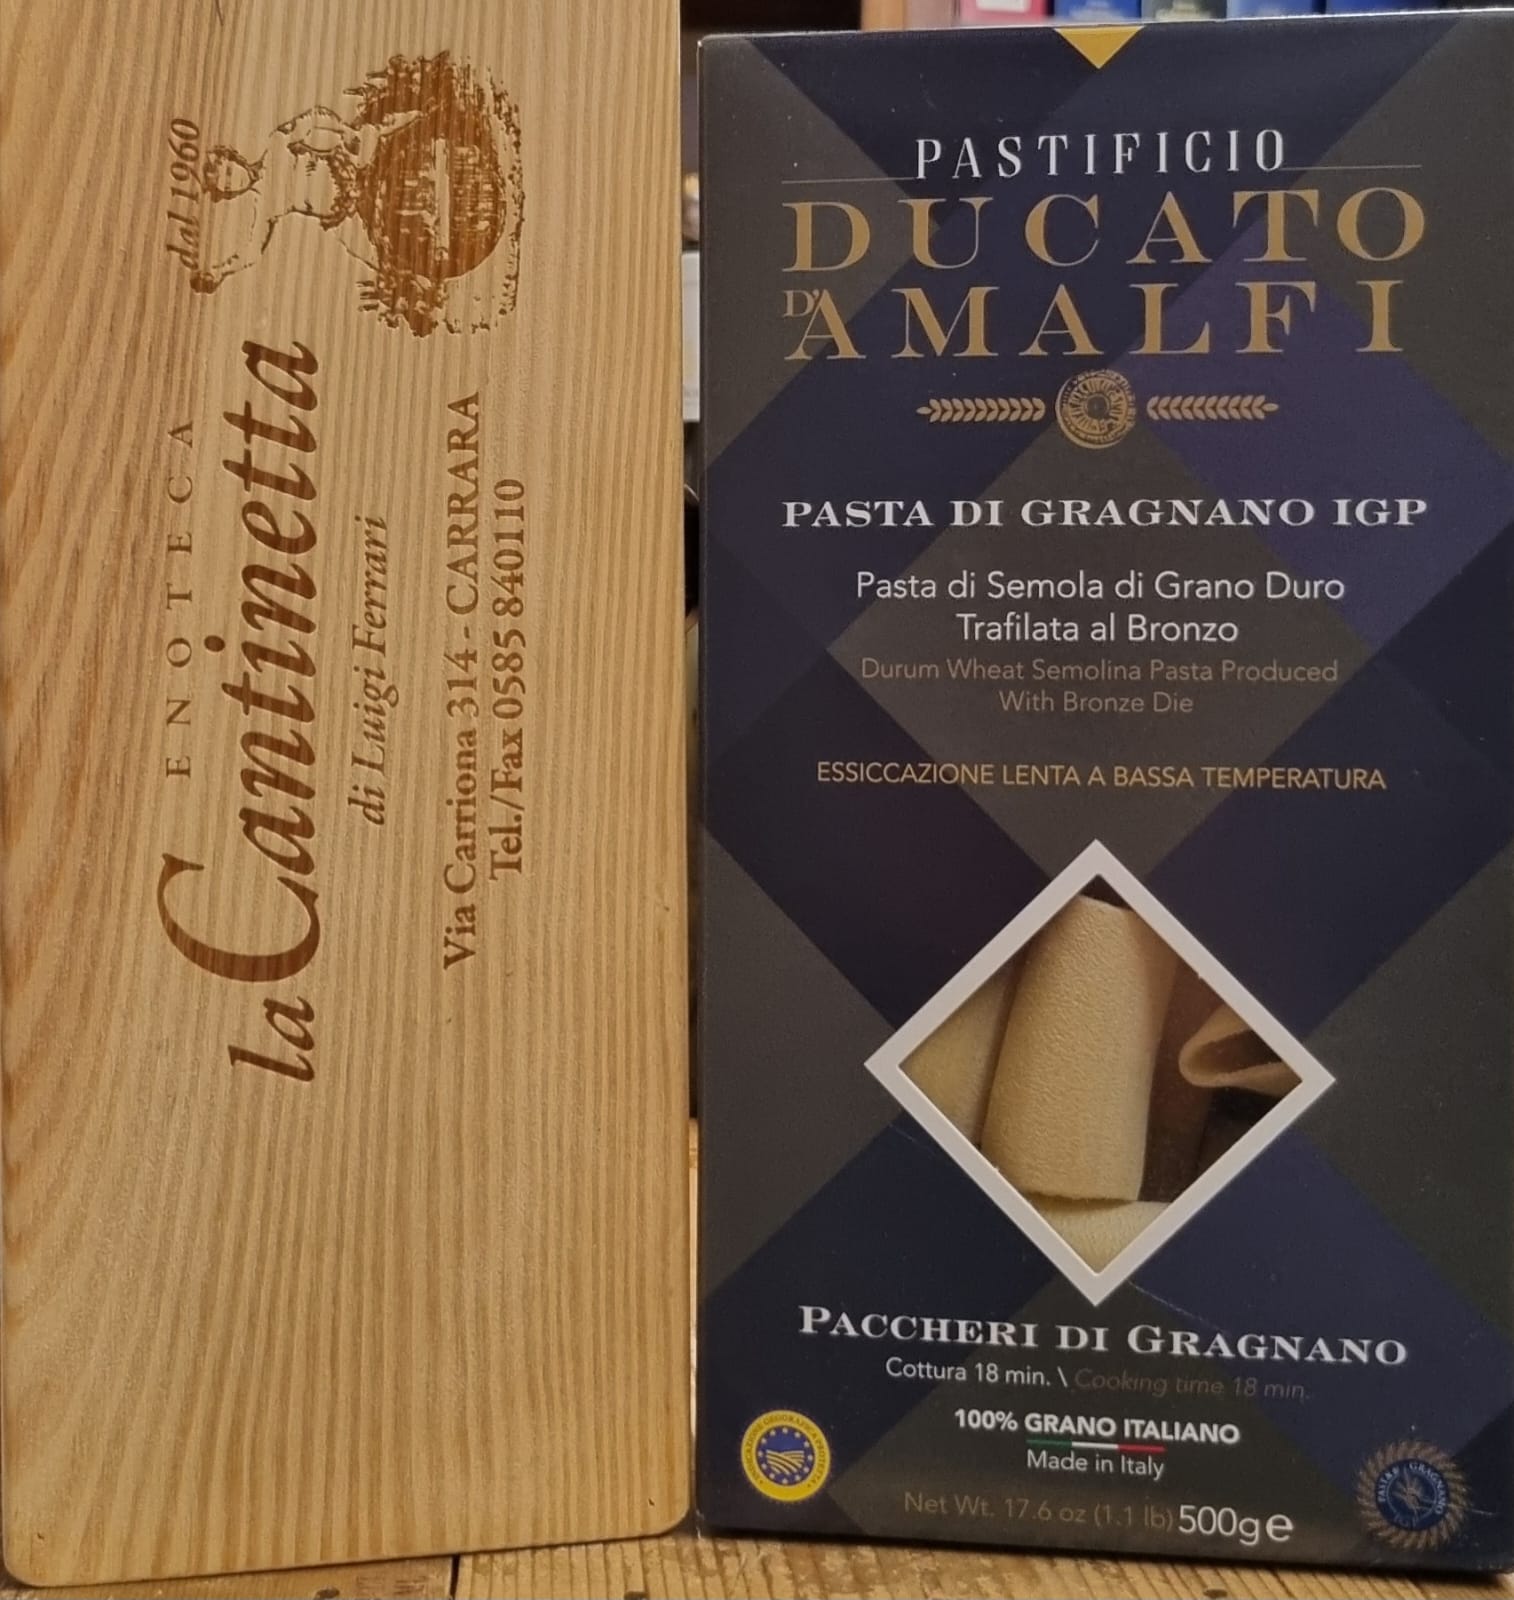 dal 1960
ENOTECA
la Cantinetta
di Luigi Ferrari
Via Carriona 314 - CARRARA
Tel./Fax 0585 840110
PASTIFICIO
DUCATO
D'AMALFI
PASTA DI GRAGNANO IGP
Pasta di Semola di Grano Duro
Trafilata al Bronzo
Durum Wheat Semolina Pasta Produced
With Bronze Die
ESSICCAZIONE LENTA A BASSA TEMPERATURA
PACCHERI DI GRAGNANO
Cottura 18 min. \ Cooking time 18 min.
100% GRANO ITALIANO
Made in Italy
Net Wt. 17.6 oz (1.1 lb) 500g e
INDICAZIONE GEOGRAFICA PROTETTA